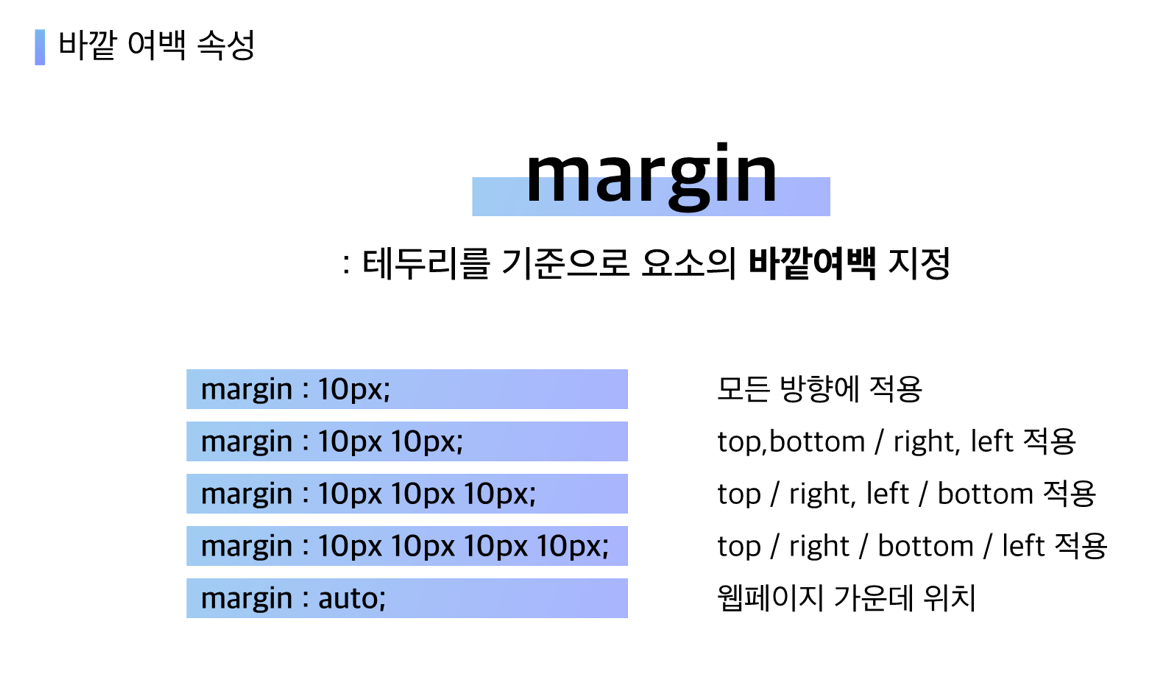 바깥 여백 속성
margin
: 테두리를 기준으로 요소의 바깥여백 지정
margin : 10px; 모든 방향에 적용
margin : 10px 10px; top,bottom / right, left 적용
margin : 10px 10px 10px; top / right, left / bottom 적용
margin : 10px 10px 10px 10px; top / right / bottom / left 적용
margin : auto; 웹페이지 가운데 위치